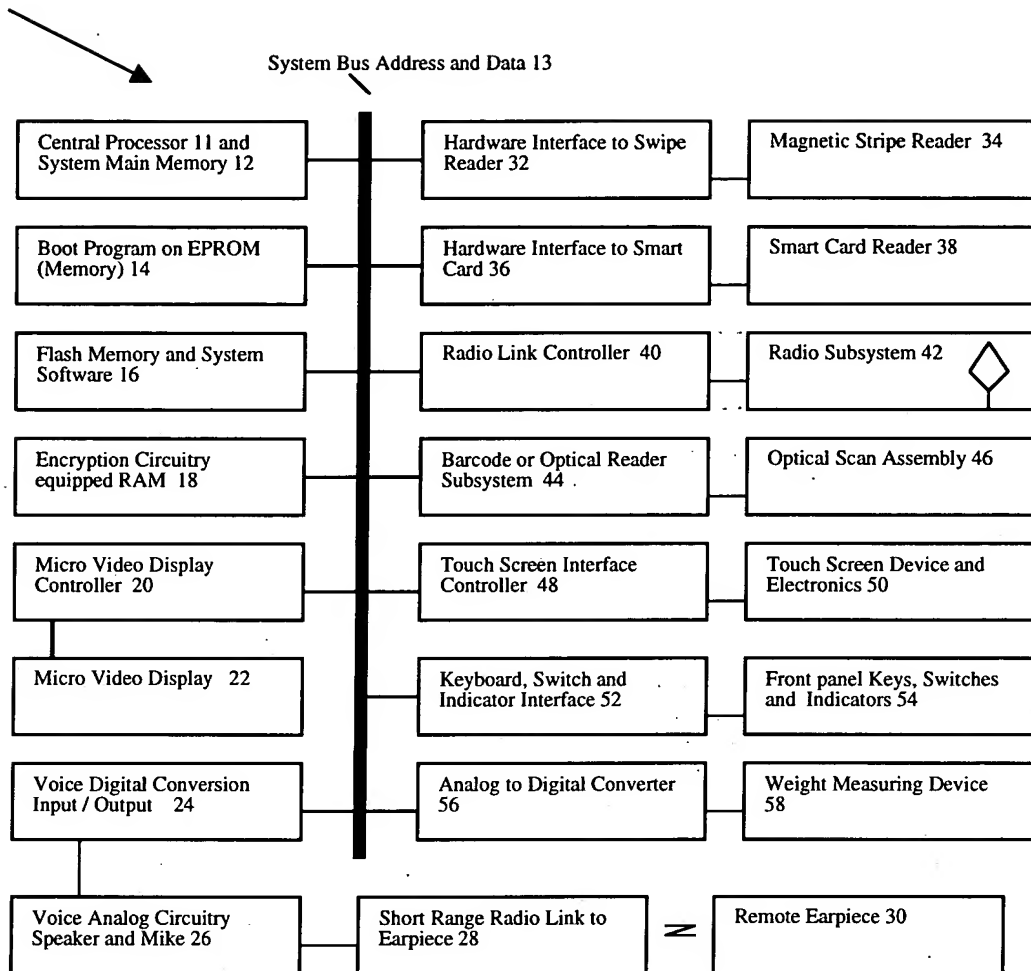 System Bus Address and Data 13
Central Processor 11 and
System Main Memory 12
Hardware Interface to Swipe
Reader 32
Magnetic Stripe Reader 34
Boot Program on EPROM
(Memory) 14
Hardware Interface to Smart
Card 36
Smart Card Reader 38
Flash Memory and System
Software 16
Radio Link Controller 40
Radio Subsystem 42
Encryption Circuitry
equipped RAM 18
Barcode or Optical Reader
Subsystem 44
Optical Scan Assembly 46
Micro Video Display
Controller 20
Touch Screen Interface
Controller 48
Touch Screen Device and
Electronics 50
Micro Video Display 22
Keyboard, Switch and
Indicator Interface 52
Front panel Keys, Switches
and Indicators 54
Voice Digital Conversion
Input / Output 24
Analog to Digital Converter
56
Weight Measuring Device
58
Voice Analog Circuitry
Speaker and Mike 26
Short Range Radio Link to
Earpiece 28
Remote Earpiece 30